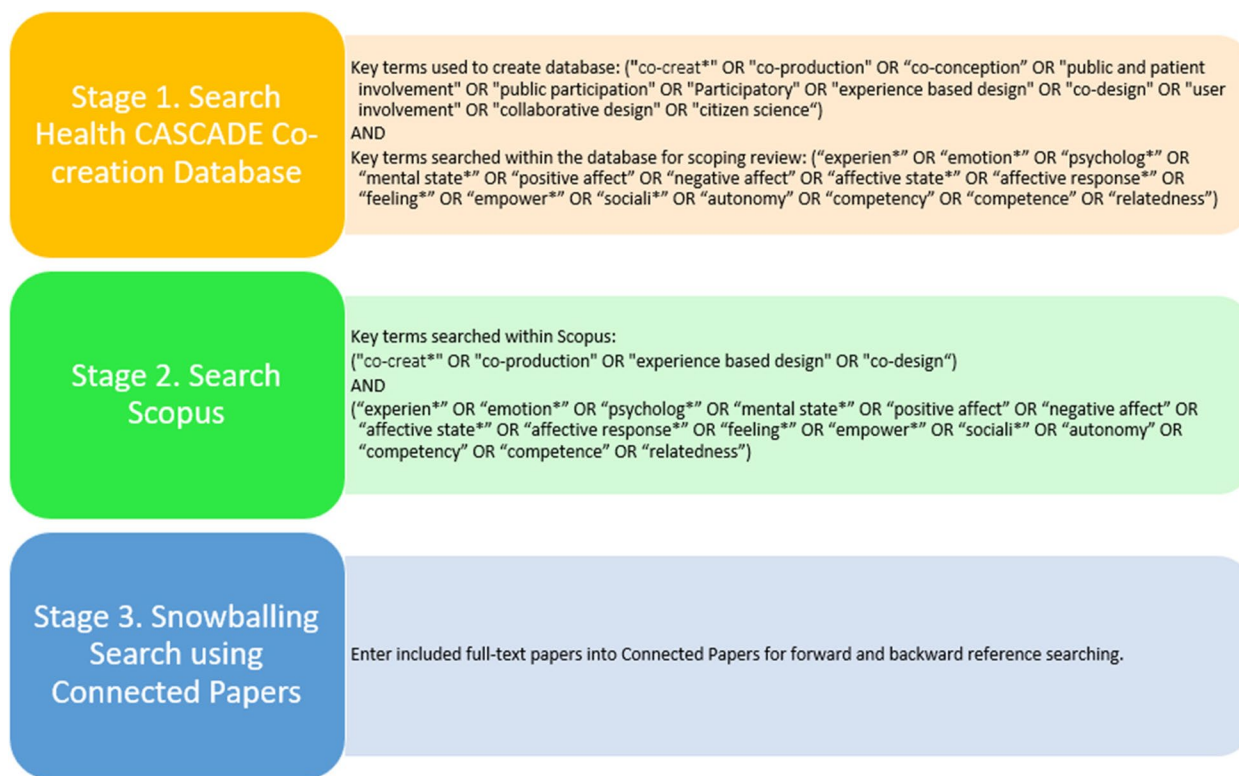 Stage 1. Search
Health CASCADE Co-
creation Database
Key terms used to create database: ("co-creat*" OR "co-production" OR “co-conception” OR "public and patient
involvement" OR "public participation" OR "Participatory" OR "experience based design" OR "co-design" OR "user
involvement" OR "collaborative design" OR "citizen science“)
AND
Key terms searched within the database for scoping review: (“experien*” OR “emotion*” OR “psycholog*” OR
“mental state*” OR “positive affect” OR “negative affect” OR “affective state*” OR “affective response*” OR
“feeling*” OR “empower*” OR “sociali*” OR “autonomy” OR “competency” OR “competence” OR “relatedness”)
Stage 2. Search
Scopus
Key terms searched within Scopus:
("co-creat*" OR "co-production" OR "experience based design" OR "co-design“)
AND
(“experien*” OR “emotion*” OR “psycholog*” OR “mental state*” OR “positive affect” OR “negative affect” OR
“affective state*” OR “affective response*” OR “feeling*” OR “empower*” OR “sociali*” OR “autonomy” OR
“competency” OR “competence” OR “relatedness”)
Stage 3. Snowballing
Search using
Connected Papers
Enter included full-text papers into Connected Papers for forward and backward reference searching.